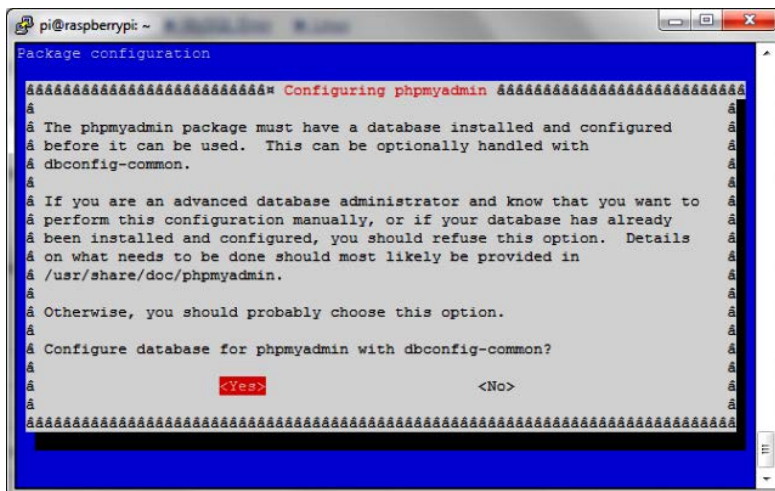 pi@raspberrypi: ~
Package configuration
ââââââââââââââââââââââââââ¤ Configuring phpmyadmin âââââââââââââââââââââââââââ
â â
â The phpmyadmin package must have a database installed and configured â
â before it can be used.  This can be optionally handled with â
â dbconfig-common. â
â â
â If you are an advanced database administrator and know that you want to â
â perform this configuration manually, or if your database has already â
â been installed and configured, you should refuse this option.  Details â
â on what needs to be done should most likely be provided in â
â /usr/share/doc/phpmyadmin. â
â â
â Otherwise, you should probably choose this option. â
â â
â Configure database for phpmyadmin with dbconfig-common? â
â â
â <Yes> <No> â
â â
âââââââââââââââââââââââââââââââââââââââââââââââââââââââââââââââââââââââââââââ